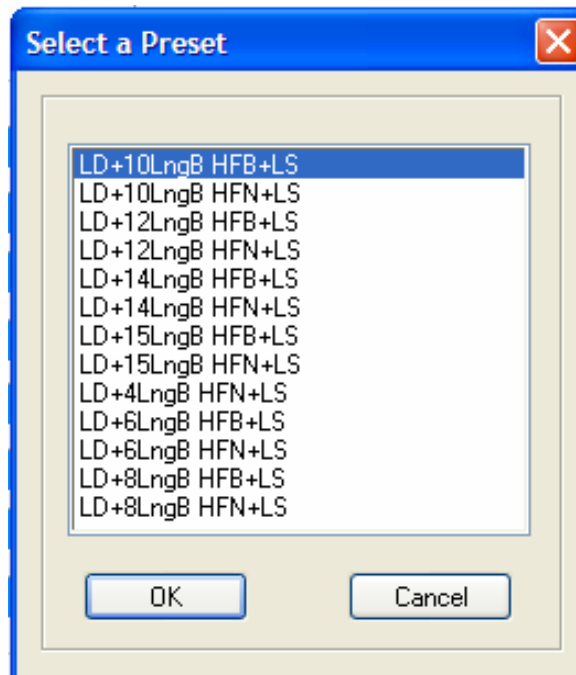 Select a Preset
LD+10LngB HFB+LS
LD+10LngB HFN+LS
LD+12LngB HFB+LS
LD+12LngB HFN+LS
LD+14LngB HFB+LS
LD+14LngB HFN+LS
LD+15LngB HFB+LS
LD+15LngB HFN+LS
LD+4LngB HFN+LS
LD+6LngB HFB+LS
LD+6LngB HFN+LS
LD+8LngB HFB+LS
LD+8LngB HFN+LS
OK Cancel